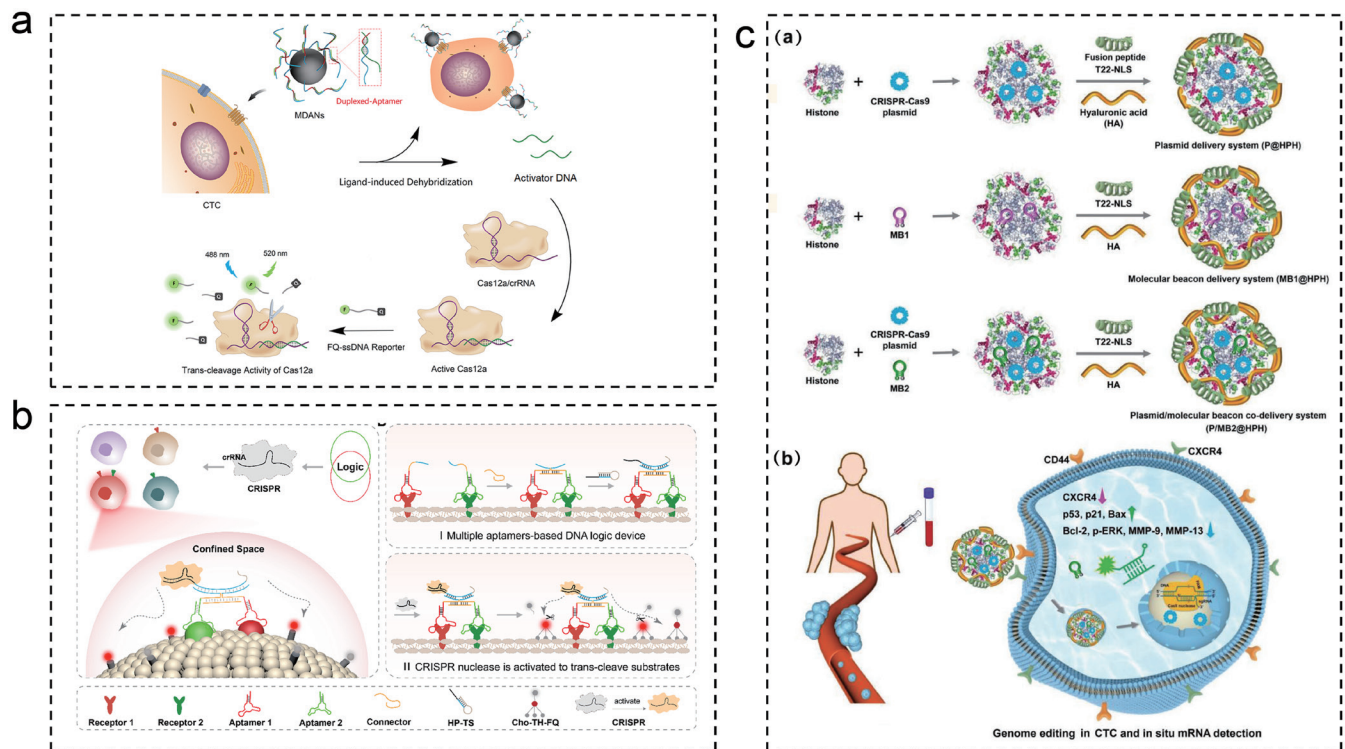 a
Duplexed-Aptamer
MDANs
CTC
Ligand-induced Dehybridization
Activator DNA
Cas12a/crRNA
488 nm
520 nm
F
Q
F
Q
F
Q
F
Q
FQ-ssDNA Reporter
Trans-cleavage Activity of Cas12a
Active Cas12a
b
crRNA
CRISPR
Logic
Confined Space
I Multiple aptamers-based DNA logic device
II CRISPR nuclease is activated to trans-cleave substrates
Receptor 1
Receptor 2
Aptamer 1
Aptamer 2
Connector
HP-TS
Cho-TH-FQ
activate
CRISPR
c
(a)
Histone
+
CRISPR-Cas9
plasmid
Fusion peptide
T22-NLS
Hyaluronic acid
(HA)
Plasmid delivery system (P@HPH)
Histone
+
MB1
T22-NLS
HA
Molecular beacon delivery system (MB1@HPH)
Histone
+
CRISPR-Cas9
plasmid
MB2
T22-NLS
HA
Plasmid/molecular beacon co-delivery system
(P/MB2@HPH)
(b)
CD44
CXCR4
CXCR4
p53, p21, Bax
Bcl-2, p-ERK, MMP-9, MMP-13
DNA
sgRNA
Cas9 nuclease
Genome editing in CTC and in situ mRNA detection